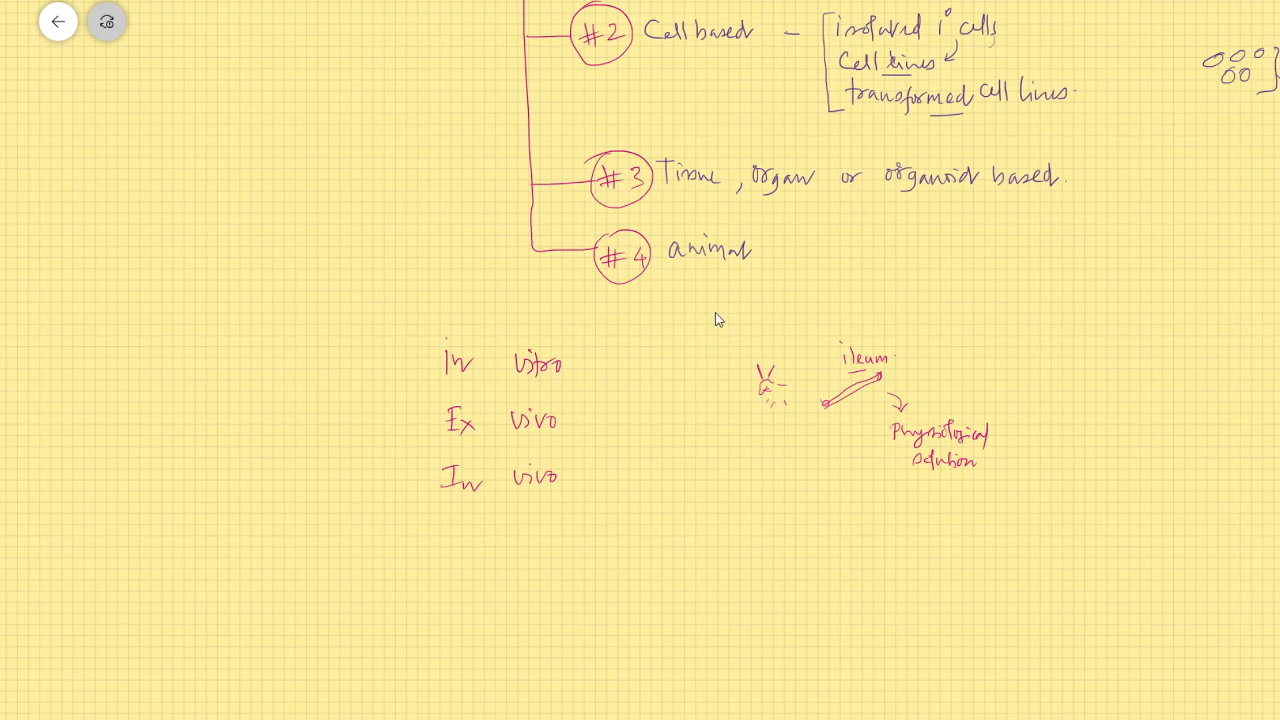 #2 Cell based - isolated 1° cells
Cell lines
transformed cell lines.
#3 Tissue, organ or organoid based.
#4 animal
In vitro
Ex vivo
In vivo
ileum.
Physiological
solution